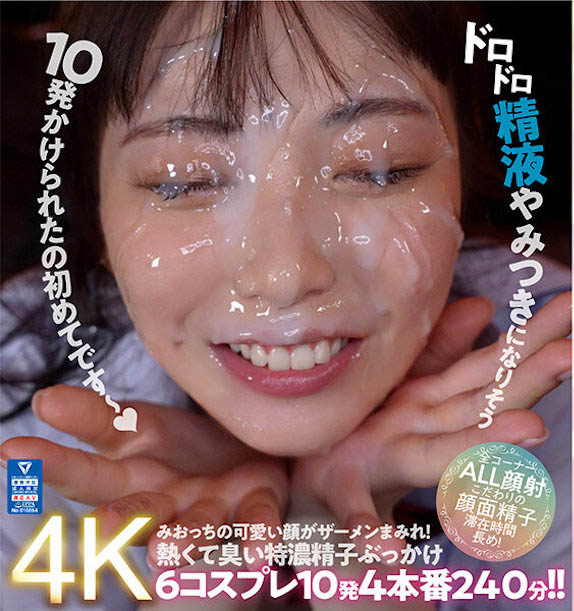 10発かけられたの初めてです〜♥
ドロドロ
精液やみつきになりそう
全コーナー
ALL顔射
こだわりの
顔面精子
滞在時間
長め!
4K
みおっちの可愛い顔がザーメンまみれ!
熱くて臭い特濃精子ぶっかけ
6コスプレ10発4本番240分!!